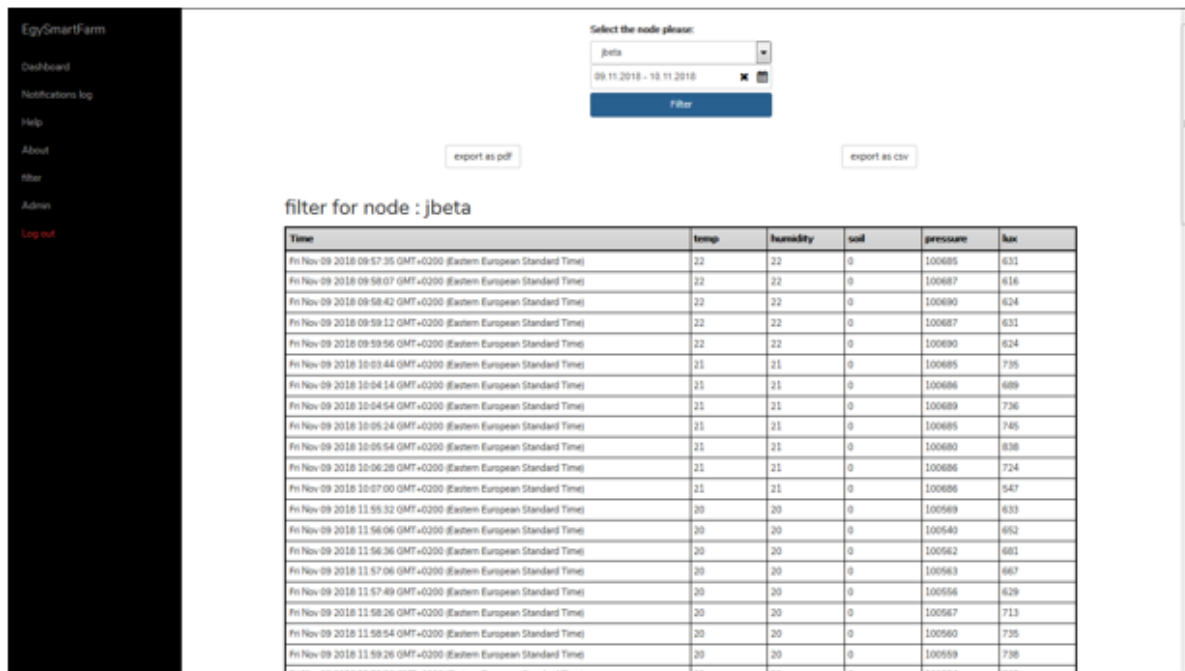 EgySmartFarm
Dashboard
Notifications log
Help
About
filter
Admin
Log out
Select the node please:
jbeta
09.11.2018 - 10.11.2018
Filter
export as pdf
export as csv
filter for node : jbeta
Time temp humidity soil pressure lux
Fri Nov 09 2018 09:57:35 GMT+0200 (Eastern European Standard Time) 22 22 0 100685 631
Fri Nov 09 2018 09:58:07 GMT+0200 (Eastern European Standard Time) 22 22 0 100687 616
Fri Nov 09 2018 09:58:42 GMT+0200 (Eastern European Standard Time) 22 22 0 100690 624
Fri Nov 09 2018 09:59:12 GMT+0200 (Eastern European Standard Time) 22 22 0 100687 631
Fri Nov 09 2018 09:59:56 GMT+0200 (Eastern European Standard Time) 22 22 0 100690 624
Fri Nov 09 2018 10:03:44 GMT+0200 (Eastern European Standard Time) 21 21 0 100685 735
Fri Nov 09 2018 10:04:14 GMT+0200 (Eastern European Standard Time) 21 21 0 100686 689
Fri Nov 09 2018 10:04:54 GMT+0200 (Eastern European Standard Time) 21 21 0 100689 736
Fri Nov 09 2018 10:05:24 GMT+0200 (Eastern European Standard Time) 21 21 0 100685 745
Fri Nov 09 2018 10:05:54 GMT+0200 (Eastern European Standard Time) 21 21 0 100680 838
Fri Nov 09 2018 10:06:28 GMT+0200 (Eastern European Standard Time) 21 21 0 100686 724
Fri Nov 09 2018 10:07:00 GMT+0200 (Eastern European Standard Time) 21 21 0 100686 547
Fri Nov 09 2018 11:55:32 GMT+0200 (Eastern European Standard Time) 20 20 0 100569 633
Fri Nov 09 2018 11:56:06 GMT+0200 (Eastern European Standard Time) 20 20 0 100540 652
Fri Nov 09 2018 11:56:36 GMT+0200 (Eastern European Standard Time) 20 20 0 100562 681
Fri Nov 09 2018 11:57:06 GMT+0200 (Eastern European Standard Time) 20 20 0 100563 667
Fri Nov 09 2018 11:57:49 GMT+0200 (Eastern European Standard Time) 20 20 0 100556 629
Fri Nov 09 2018 11:58:26 GMT+0200 (Eastern European Standard Time) 20 20 0 100567 713
Fri Nov 09 2018 11:58:54 GMT+0200 (Eastern European Standard Time) 20 20 0 100560 735
Fri Nov 09 2018 11:59:26 GMT+0200 (Eastern European Standard Time) 20 20 0 100559 738